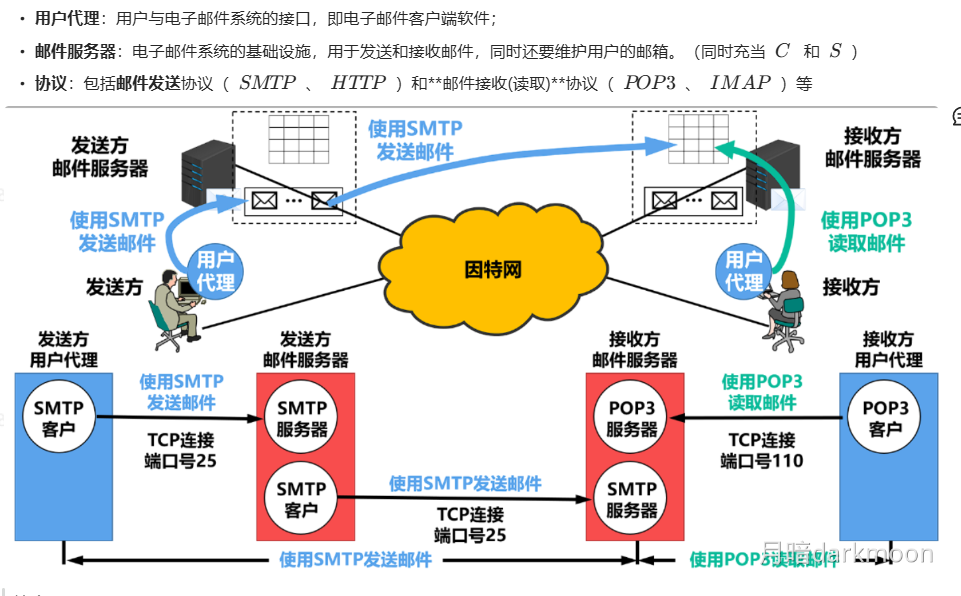 • 用户代理：用户与电子邮件系统的接口，即电子邮件客户端软件；
• 邮件服务器：电子邮件系统的基础设施，用于发送和接收邮件，同时还要维护用户的邮箱。（同时充当 C 和 S ）
• 协议：包括邮件发送协议（ SMTP 、 HTTP ）和**邮件接收(读取)**协议（ POP3 、 IMAP ）等
发送方
邮件服务器
使用SMTP
发送邮件
接收方
邮件服务器
使用SMTP
发送邮件
使用POP3
读取邮件
用户
代理
因特网
用户
代理
发送方
接收方
发送方
用户代理
发送方
邮件服务器
接收方
邮件服务器
接收方
用户代理
SMTP
客户
使用SMTP
发送邮件
TCP连接
端口号25
SMTP
服务器
POP3
服务器
使用POP3
读取邮件
TCP连接
端口号110
POP3
客户
SMTP
客户
使用SMTP发送邮件
TCP连接
端口号25
SMTP
服务器
使用SMTP发送邮件
使用POP3读取邮件